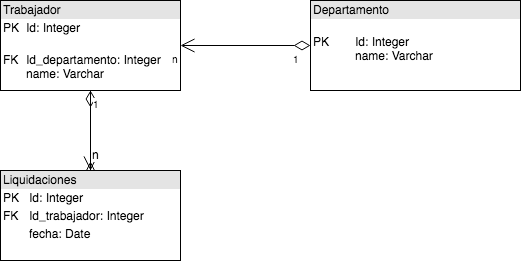 Trabajador
PK Id: Integer
FK Id_departamento: Integer
name: Varchar
n
1
Departamento
PK Id: Integer
name: Varchar
1
n
Liquidaciones
PK Id: Integer
FK Id_trabajador: Integer
fecha: Date